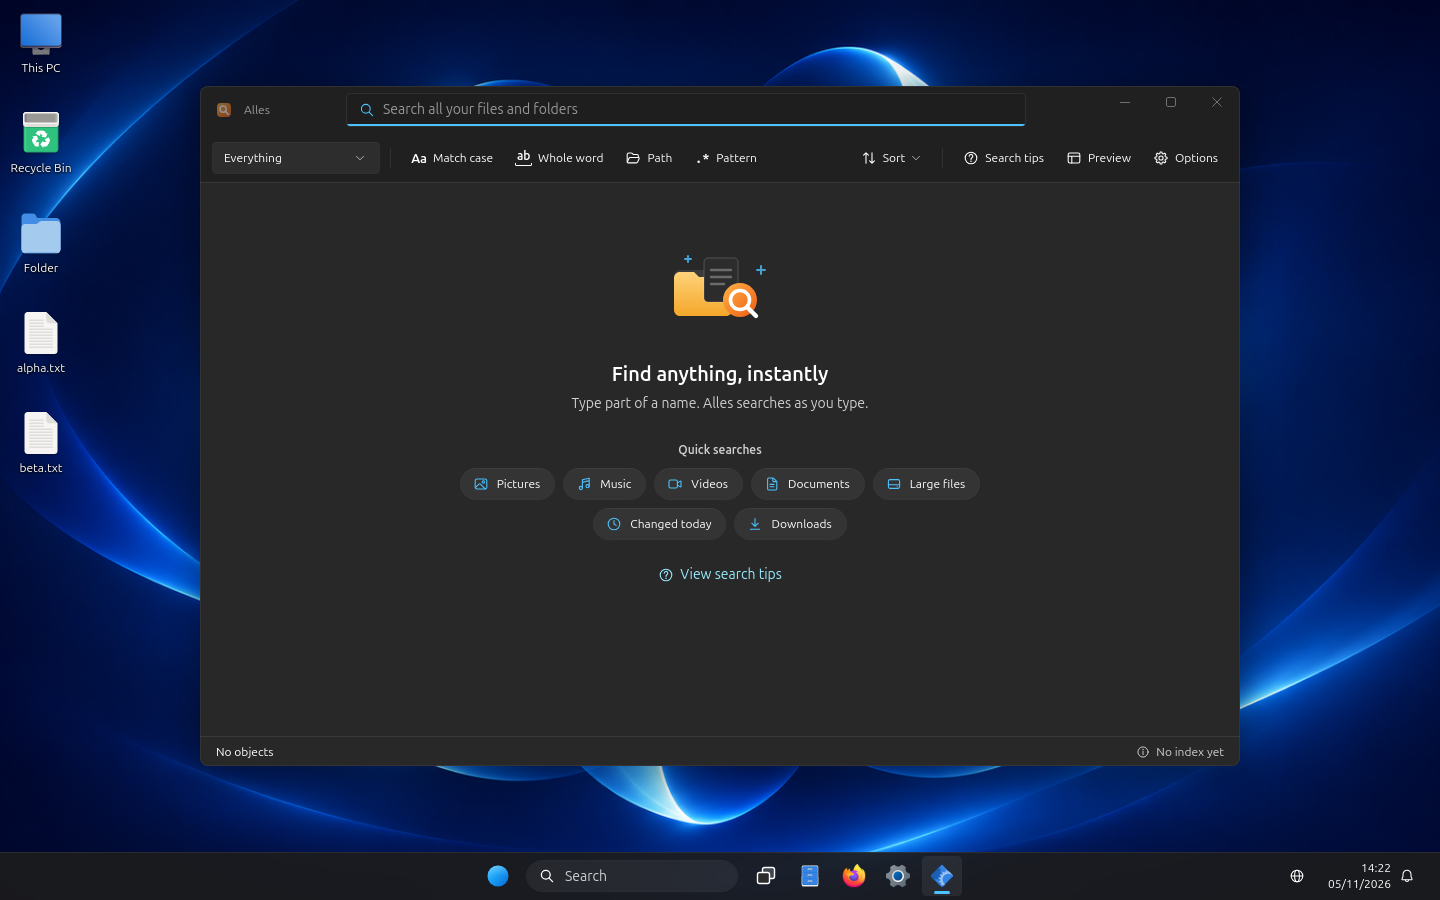 This PC
Recycle Bin
Folder
alpha.txt
beta.txt
Alles
Search all your files and folders
Everything
Aa Match case
ab Whole word
Path
.* Pattern
Sort
Search tips
Preview
Options
Find anything, instantly
Type part of a name. Alles searches as you type.
Quick searches
Pictures
Music
Videos
Documents
Large files
Changed today
Downloads
View search tips
No objects
No index yet
Search
14:22
05/11/2026